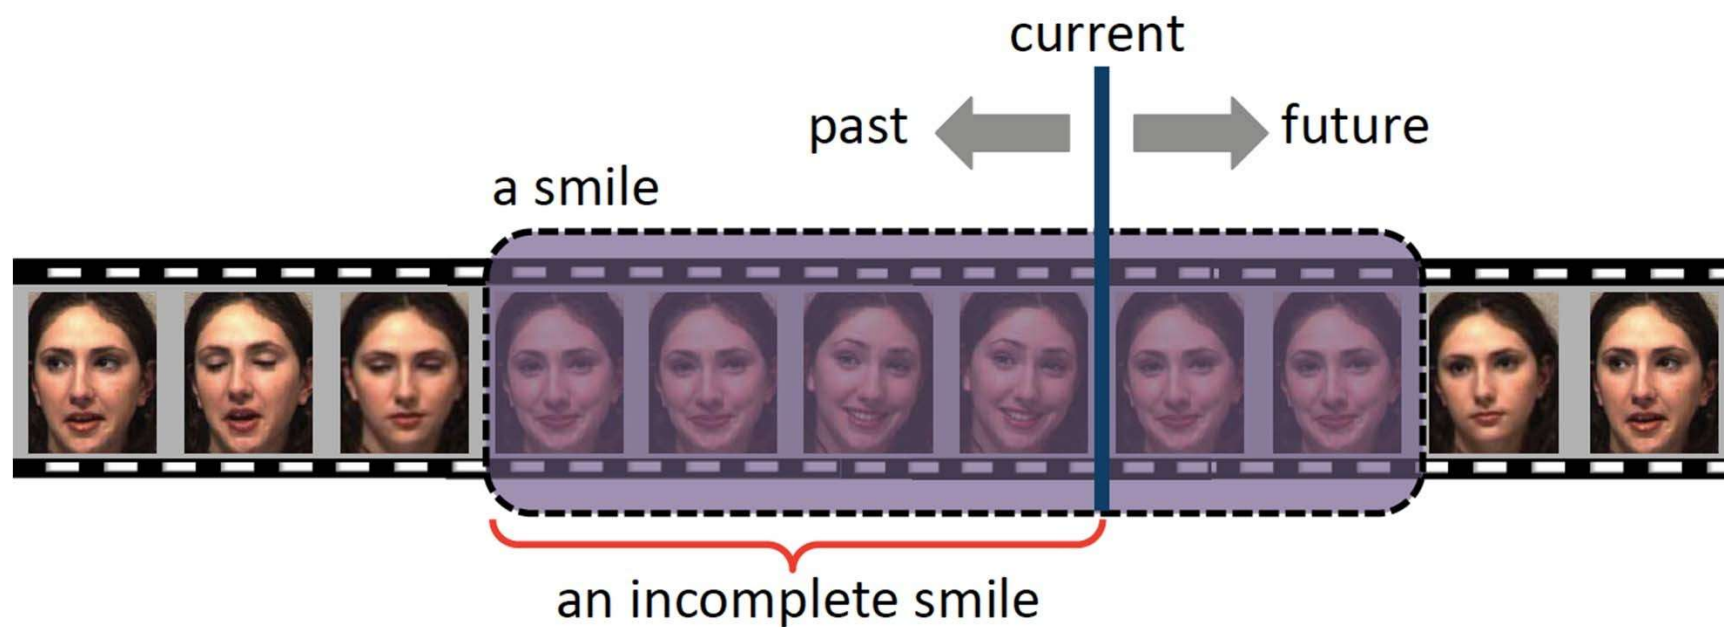 current
past
future
a smile
an incomplete smile